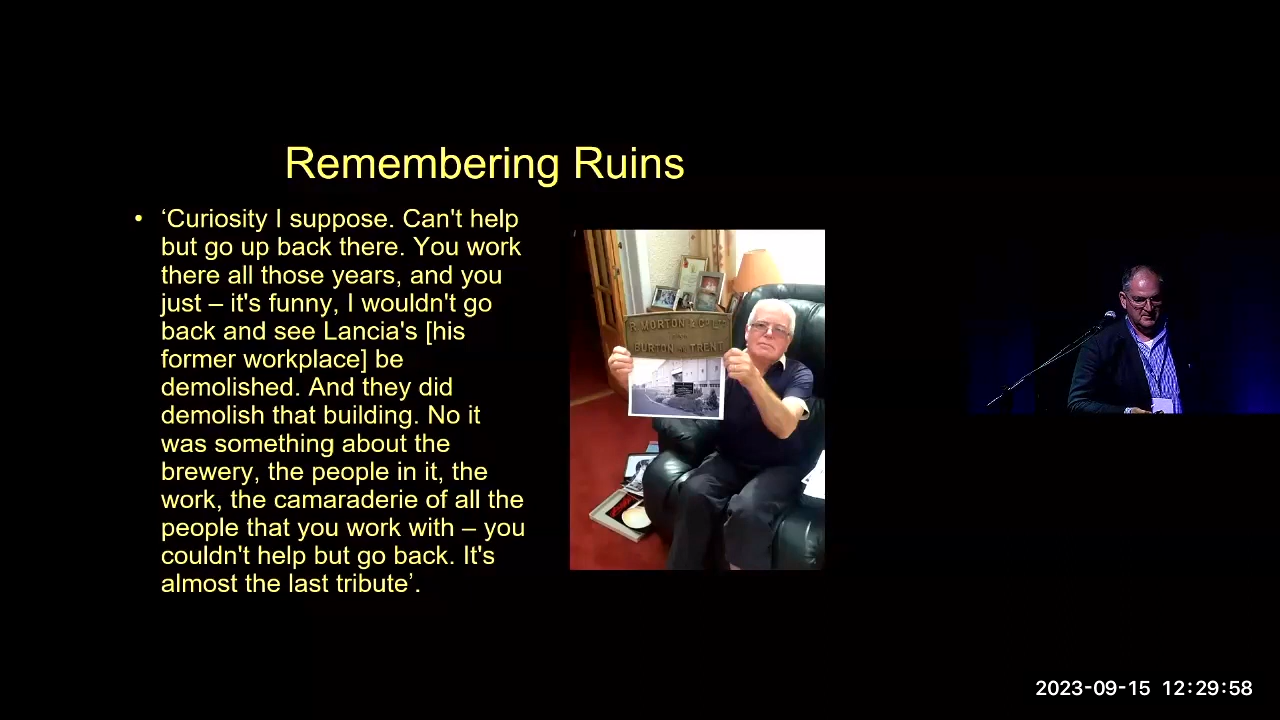 Remembering Ruins
• ‘Curiosity I suppose. Can't help
but go up back there. You work
there all those years, and you
just – it's funny, I wouldn't go
back and see Lancia's [his
former workplace] be
demolished. And they did
demolish that building. No it
was something about the
brewery, the people in it, the
work, the camaraderie of all the
people that you work with – you
couldn't help but go back. It's
almost the last tribute’.
R. MORTON & CO LTD
BURTON TRENT
2023-09-15 12:29:58